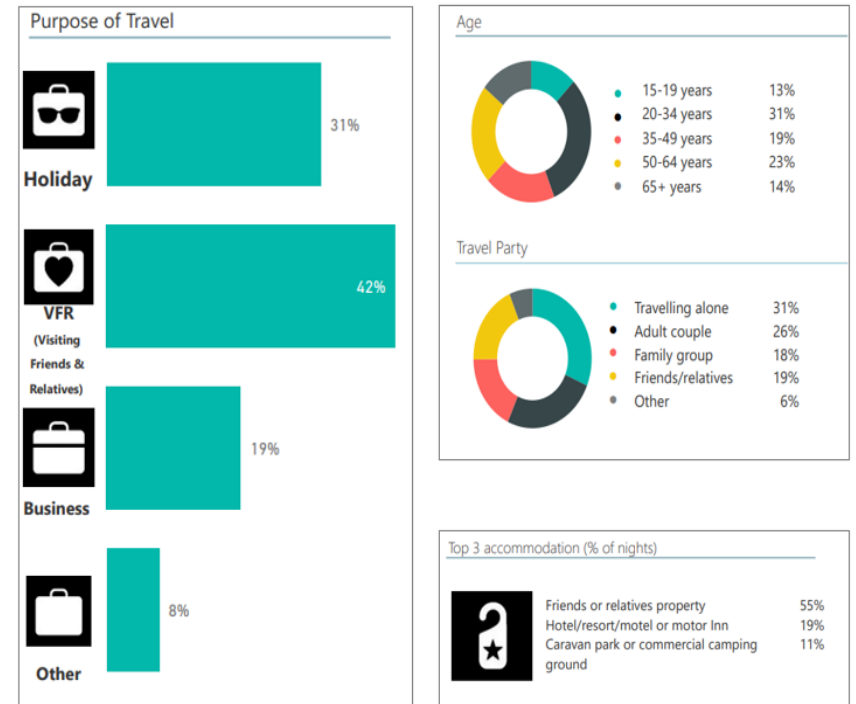 Purpose of Travel
31%
Holiday
42%
VFR
(Visiting
Friends &
Relatives)
19%
Business
8%
Other
Age
15-19 years 13%
20-34 years 31%
35-49 years 19%
50-64 years 23%
65+ years 14%
Travel Party
Travelling alone 31%
Adult couple 26%
Family group 18%
Friends/relatives 19%
Other 6%
Top 3 accommodation (% of nights)
Friends or relatives property 55%
Hotel/resort/motel or motor Inn 19%
Caravan park or commercial camping 11%
ground